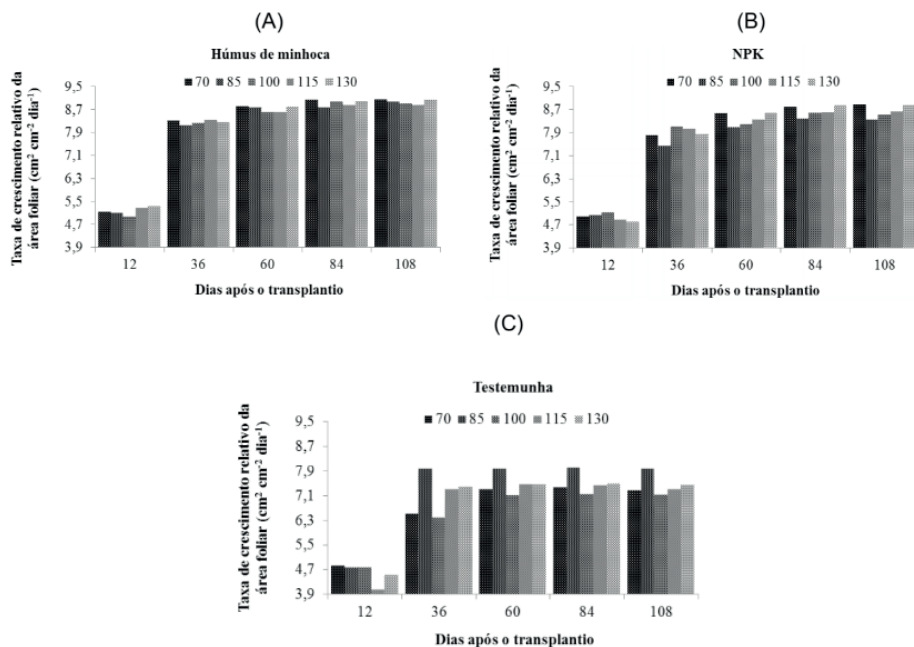 (A)
Húmus de minhoca
70 85 100 115 130
Taxa de crescimento relativo da
área foliar (cm² cm⁻² dia⁻¹)
9,5
8,7
7,9
7,1
6,3
5,5
4,7
3,9
12 36 60 84 108
Dias após o transplantio
(B)
NPK
70 85 100 115 130
Taxa de crescimento relativo da
área foliar (cm² cm⁻² dia⁻¹)
9,5
8,7
7,9
7,1
6,3
5,5
4,7
3,9
12 36 60 84 108
Dias após o transplantio
(C)
Testemunha
70 85 100 115 130
Taxa de crescimento relativo da
área foliar (cm² cm⁻² dia⁻¹)
9,5
8,7
7,9
7,1
6,3
5,5
4,7
3,9
12 36 60 84 108
Dias após o transplantio